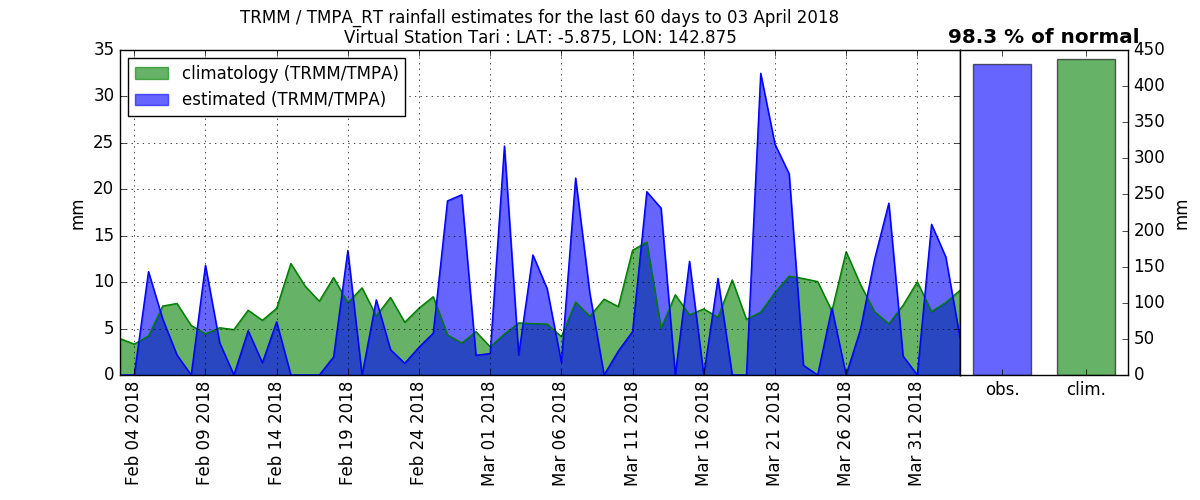 TRMM / TMPA_RT rainfall estimates for the last 60 days to 03 April 2018
Virtual Station Tari : LAT: -5.875, LON: 142.875
98.3 % of normal
climatology (TRMM/TMPA)
estimated (TRMM/TMPA)
35
30
25
20
15
10
5
0
mm
Feb 04 2018
Feb 09 2018
Feb 14 2018
Feb 19 2018
Feb 24 2018
Mar 01 2018
Mar 06 2018
Mar 11 2018
Mar 16 2018
Mar 21 2018
Mar 26 2018
Mar 31 2018
obs.
clim.
450
400
350
300
250
200
150
100
50
0
mm